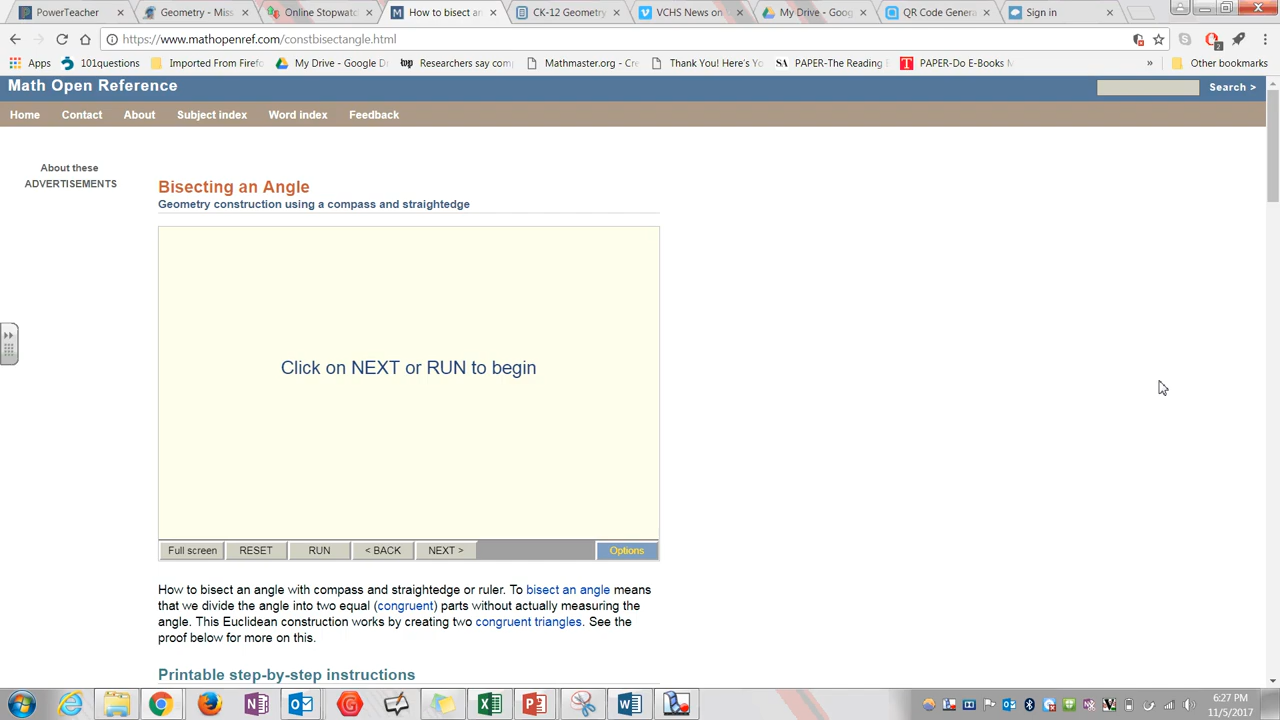 PowerTeacher
Geometry - Miss
Online Stopwatc
How to bisect an
CK-12 Geometry
VCHS News on
My Drive - Goog
QR Code Genera
Sign in
https://www.mathopenref.com/constbisectangle.html
Apps
101questions
Imported From Firef
My Drive - Google Dr
Researchers say com
Mathmaster.org - C
Thank You! Here's Yo
PAPER-The Reading
PAPER-Do E-Books M
»
Other bookmarks
Math Open Reference
Search >
Home
Contact
About
Subject index
Word index
Feedback
About these
ADVERTISEMENTS
Bisecting an Angle
Geometry construction using a compass and straightedge
Click on NEXT or RUN to begin
Full screen
RESET
RUN
< BACK
NEXT >
Options
How to bisect an angle with compass and straightedge or ruler. To bisect an angle means
that we divide the angle into two equal (congruent) parts without actually measuring the
angle. This Euclidean construction works by creating two congruent triangles. See the
proof below for more on this.
Printable step-by-step instructions
6:27 PM
11/5/2017